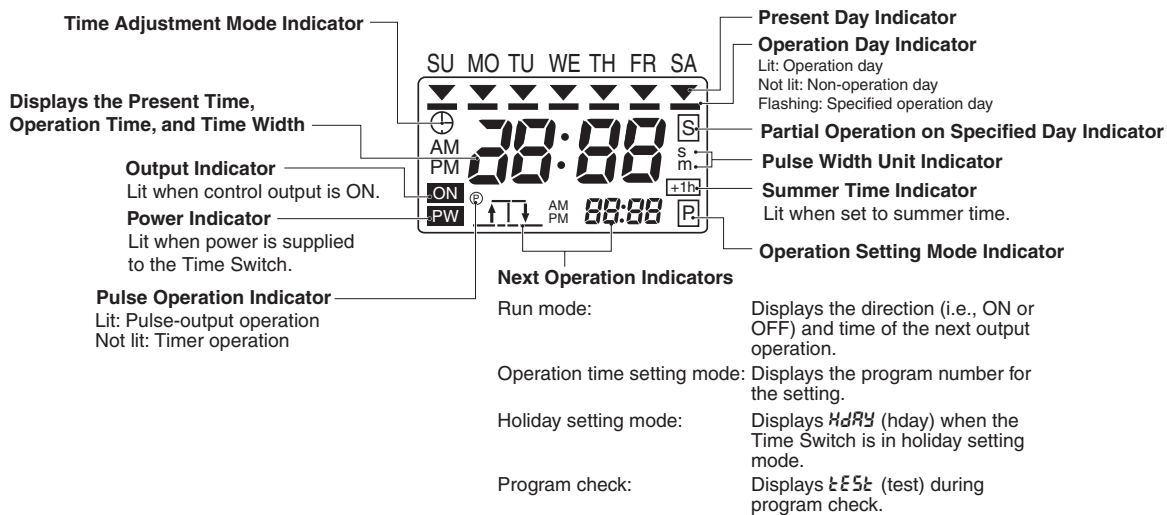 Time Adjustment Mode Indicator
Present Day Indicator
Operation Day Indicator
Lit: Operation day
Not lit: Non-operation day
Flashing: Specified operation day
SU MO TU WE TH FR SA
Displays the Present Time,
Operation Time, and Time Width
AM
PM
38:88
S
Partial Operation on Specified Day Indicator
s
m
Pulse Width Unit Indicator
Output Indicator
Lit when control output is ON.
ON
+1h
Summer Time Indicator
Lit when set to summer time.
Power Indicator
Lit when power is supplied
to the Time Switch.
PW
P
AM
PM
88:88
P
Operation Setting Mode Indicator
Pulse Operation Indicator
Lit: Pulse-output operation
Not lit: Timer operation
Next Operation Indicators
Run mode: Displays the direction (i.e., ON or
OFF) and time of the next output
operation.
Operation time setting mode: Displays the program number for
the setting.
Holiday setting mode: Displays HdAY (hday) when the
Time Switch is in holiday setting
mode.
Program check: Displays tESt (test) during
program check.